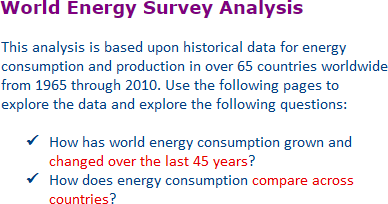 World Energy Survey Analysis
This analysis is based upon historical data for energy
consumption and production in over 65 countries worldwide
from 1965 through 2010. Use the following pages to
explore the data and explore the following questions:
✓ How has world energy consumption grown and
changed over the last 45 years?
✓ How does energy consumption compare across
countries?